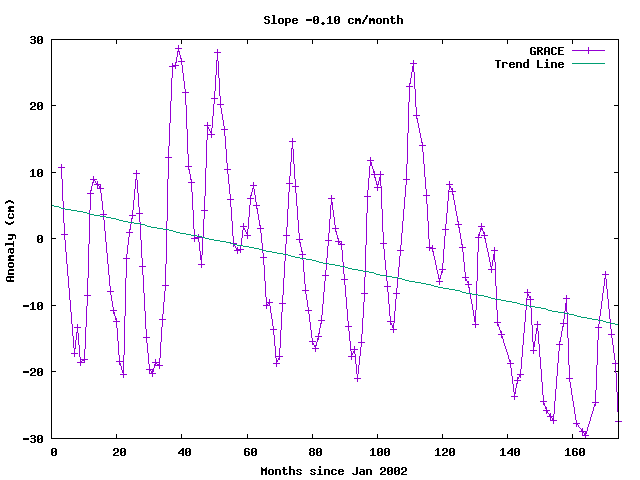 Slope -0.10 cm/month
30
20
10
0
-10
-20
-30
Anomaly (cm)
GRACE
Trend Line
0 20 40 60 80 100 120 140 160
Months since Jan 2002